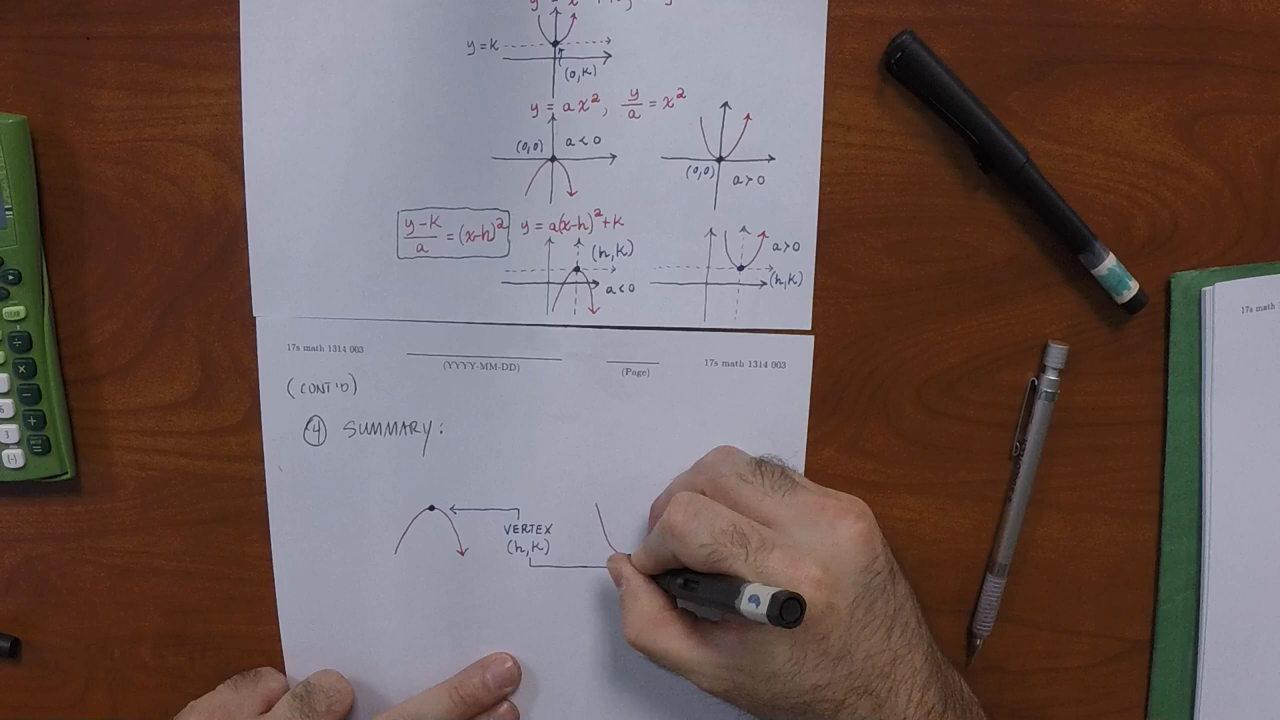 y = k
(0, k)
y = ax², y/a = x²
(0,0) a < 0
(0,0) a > 0
(y-k)/a = (x-h)² y = a(x-h)²+k
(h, k) a < 0
a > 0 (h, k)
17s math 1314 003 17s math 1314 003
(YYYY-MM-DD) (Page)
(CONT'D)
④ SUMMARY:
VERTEX
(h, k)
17s math